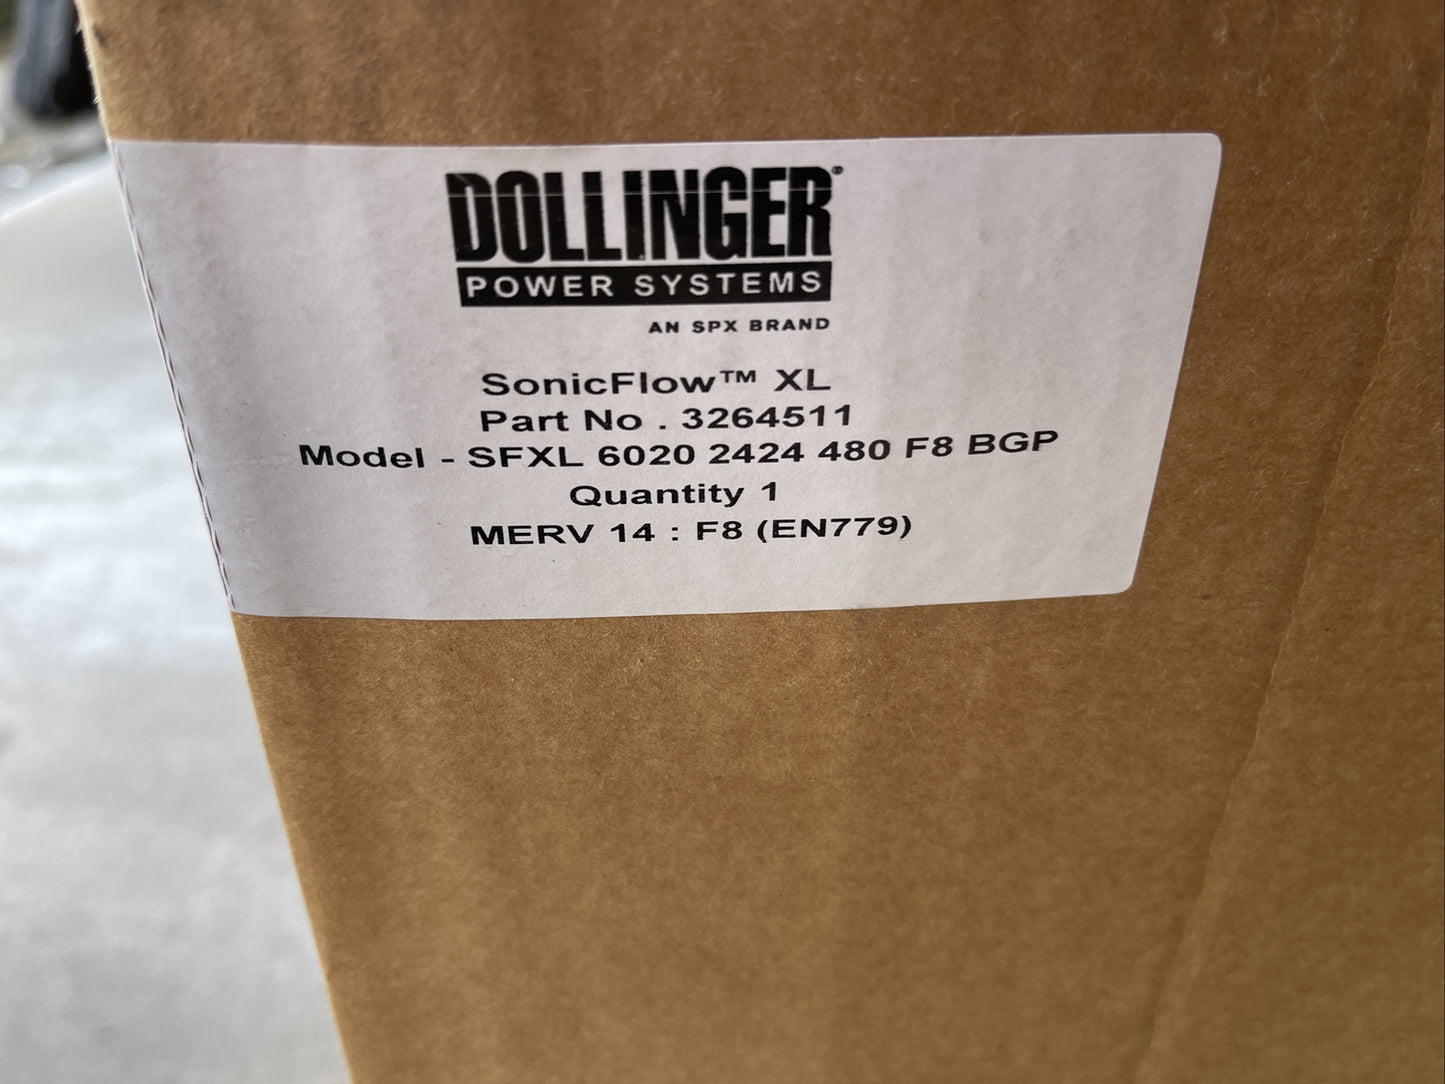 DOLLINGER®
POWER SYSTEMS
AN SPX BRAND
SonicFlow™ XL
Part No . 3264511
Model - SFXL 6020 2424 480 F8 BGP
Quantity 1
MERV 14 : F8 (EN779)